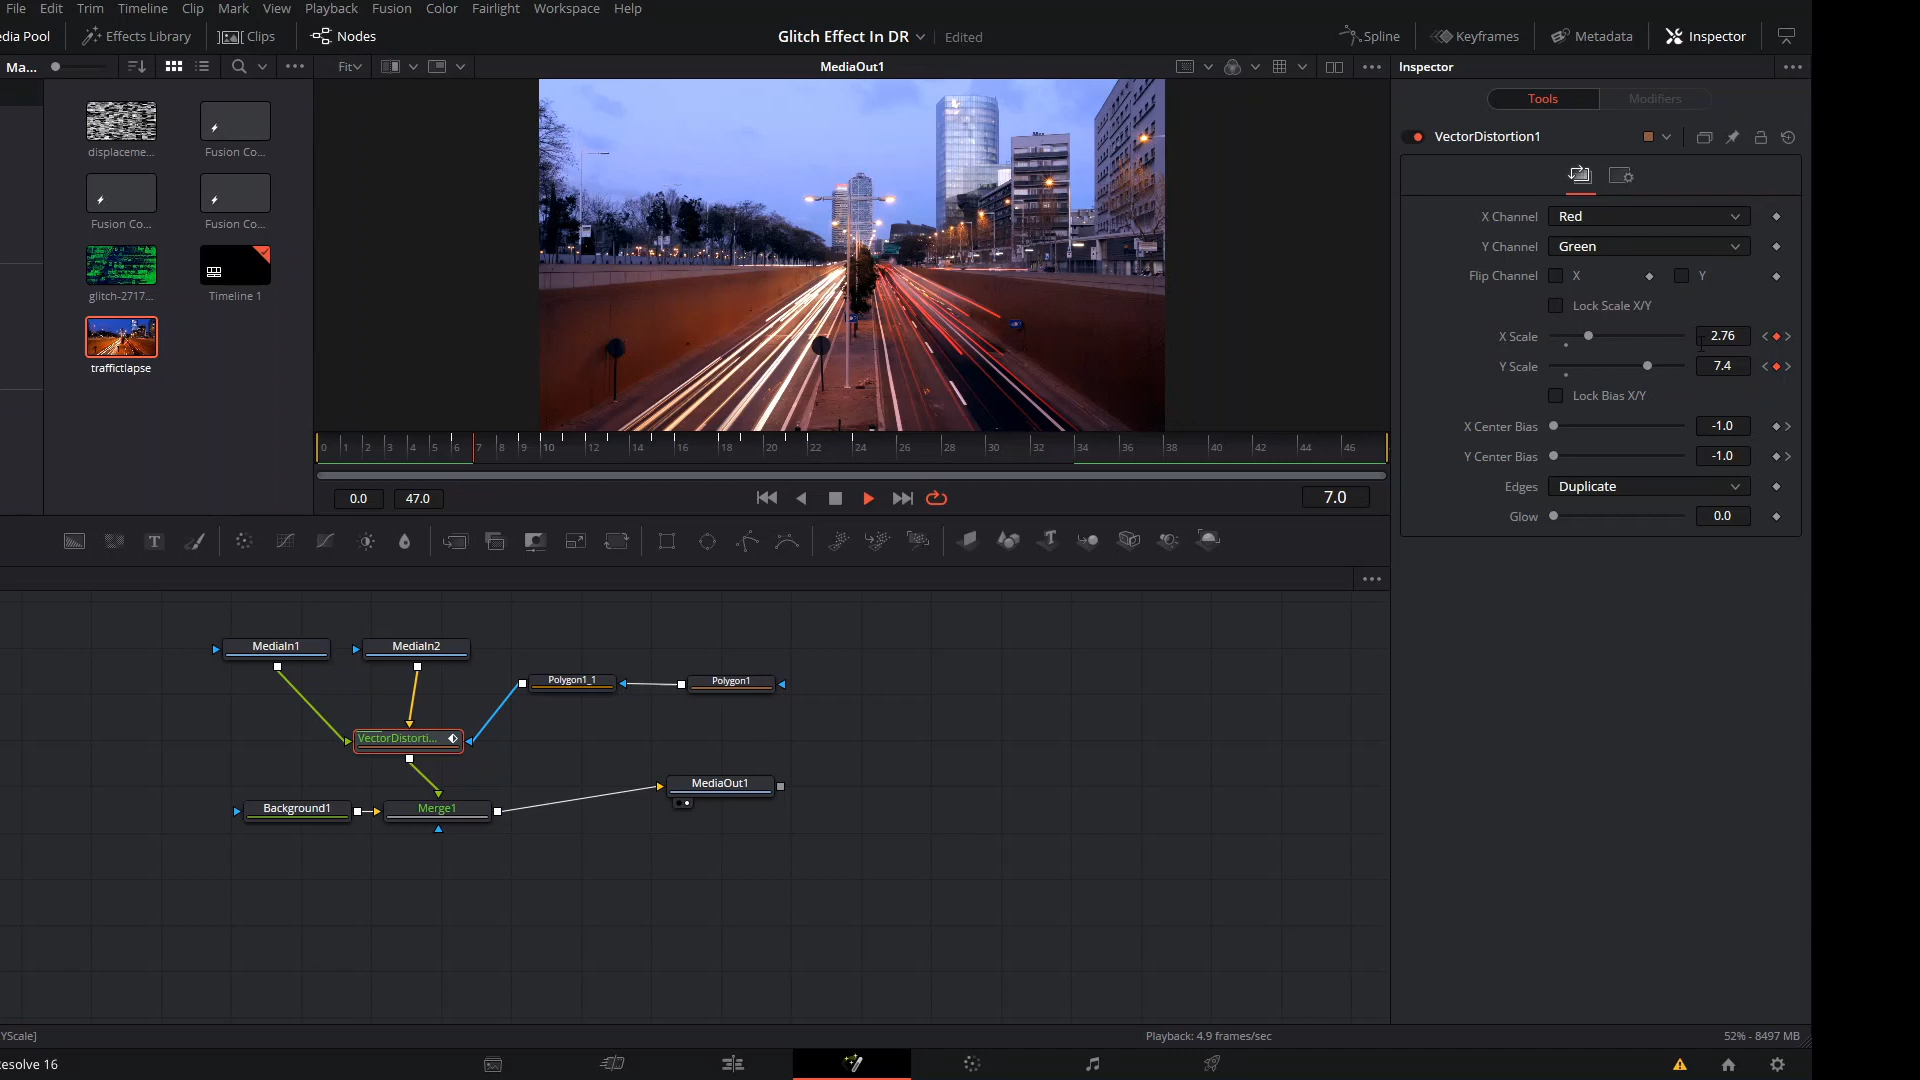 File Edit Trim Timeline Clip Mark View Playback Fusion Color Fairlight Workspace Help
edia Pool Effects Library Clips Nodes Glitch Effect In DR Edited Spline Keyframes Metadata Inspector
Ma... Fit MediaOut1 Inspector
Tools Modifiers
VectorDistortion1
displaceme... Fusion Co...
Fusion Co... Fusion Co...
glitch-2717... Timeline 1
traffictlapse
X Channel Red
Y Channel Green
Flip Channel X Y
Lock Scale X/Y
X Scale 2.76
Y Scale 7.4
Lock Bias X/Y
X Center Bias -1.0
Y Center Bias -1.0
Edges Duplicate
Glow 0.0
0 1 2 3 4 5 6 7 8 9 10 12 14 16 18 20 22 24 26 28 30 32 34 36 38 40 42 44 46
0.0 47.0 7.0
T T
MediaIn1 MediaIn2
Polygon1_1 Polygon1
VectorDistorti...
MediaOut1
Background1 Merge1
YScale] Playback: 4.9 frames/sec 52% - 8497 MB
esolve 16